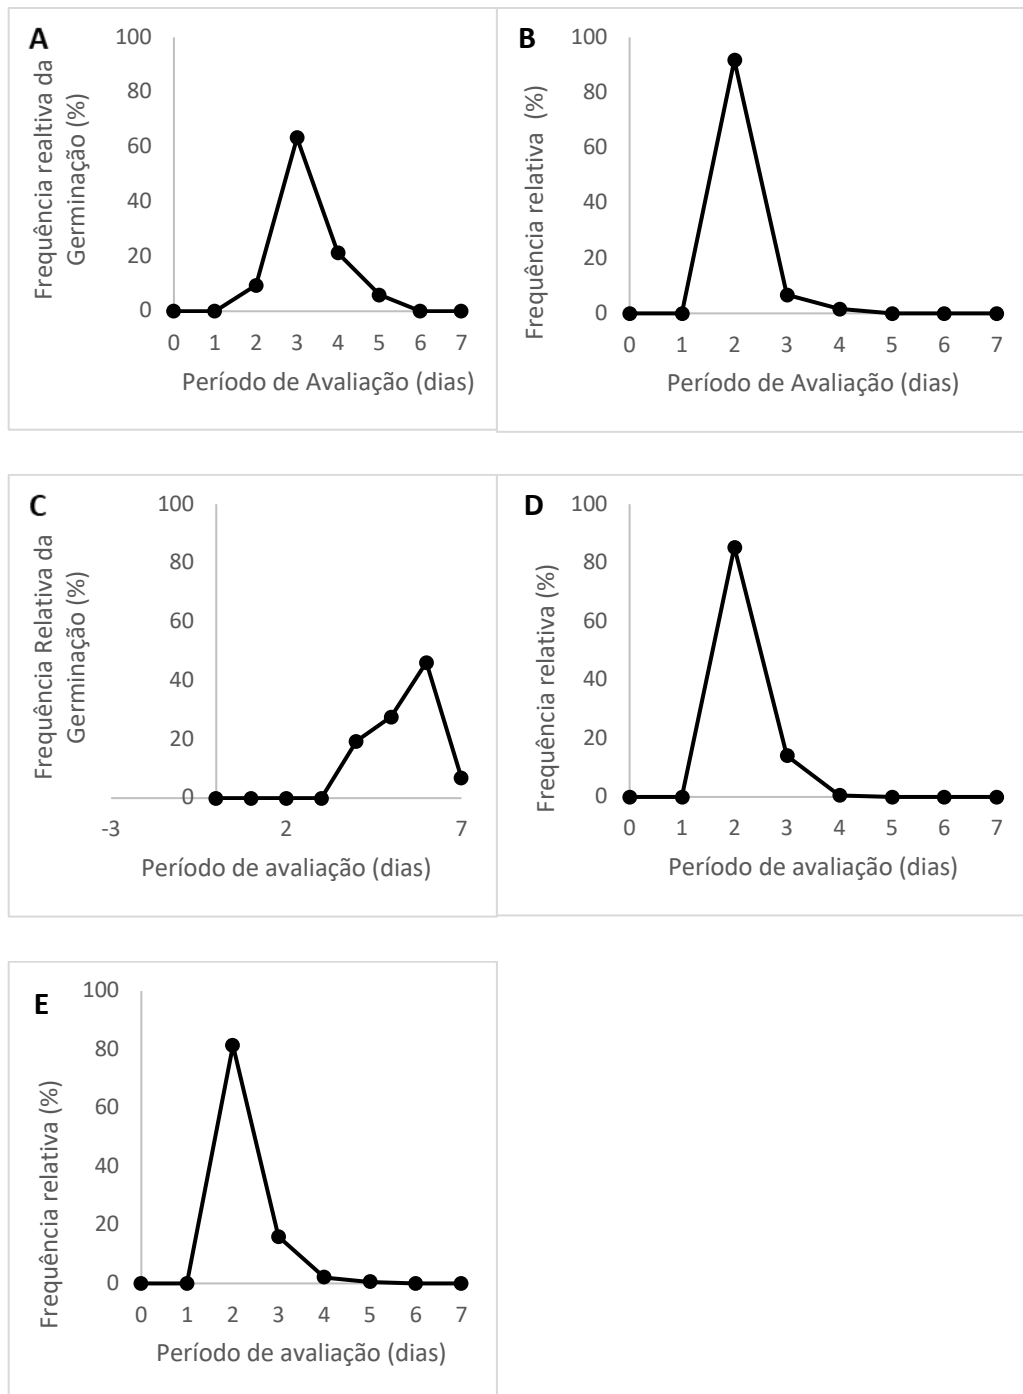 A
Frequência realtiva da
Germinação (%)
100
80
60
40
20
0
0 1 2 3 4 5 6 7
Período de Avaliação (dias)
B
Frequência relativa (%)
100
80
60
40
20
0
0 1 2 3 4 5 6 7
Período de Avaliação (dias)
C
Frequência Relativa da
Germinação (%)
100
80
60
40
20
0
-3 2 7
Período de avaliação (dias)
D
Frequência relativa (%)
100
80
60
40
20
0
0 1 2 3 4 5 6 7
Período de avaliação (dias)
E
Frequência relativa (%)
100
80
60
40
20
0
0 1 2 3 4 5 6 7
Período de avaliação (dias)